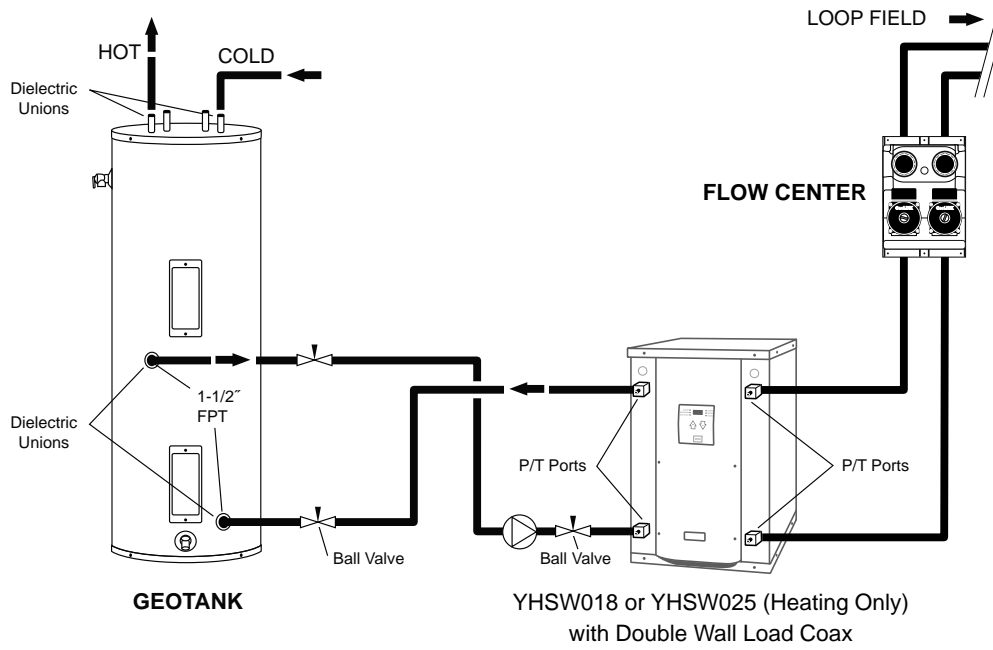 LOOP FIELD
HOT
COLD
Dielectric
Unions
FLOW CENTER
1-1/2˝
FPT
Dielectric
Unions
P/T Ports
P/T Ports
Ball Valve
Ball Valve
GEOTANK
YHSW018 or YHSW025 (Heating Only)
with Double Wall Load Coax